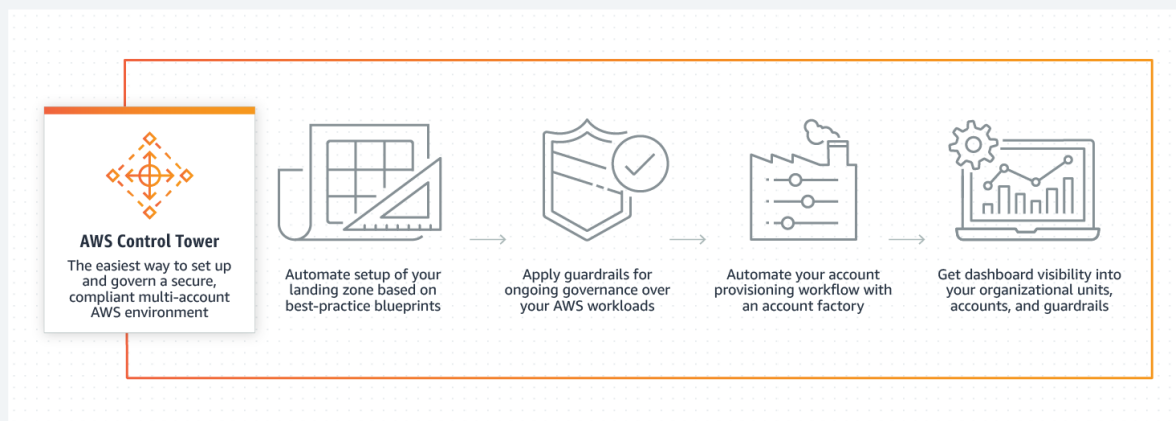 AWS Control Tower
The easiest way to set up
and govern a secure,
compliant multi-account
AWS environment
Automate setup of your
landing zone based on
best-practice blueprints
Apply guardrails for
ongoing governance over
your AWS workloads
Automate your account
provisioning workflow with
an account factory
Get dashboard visibility into
your organizational units,
accounts, and guardrails